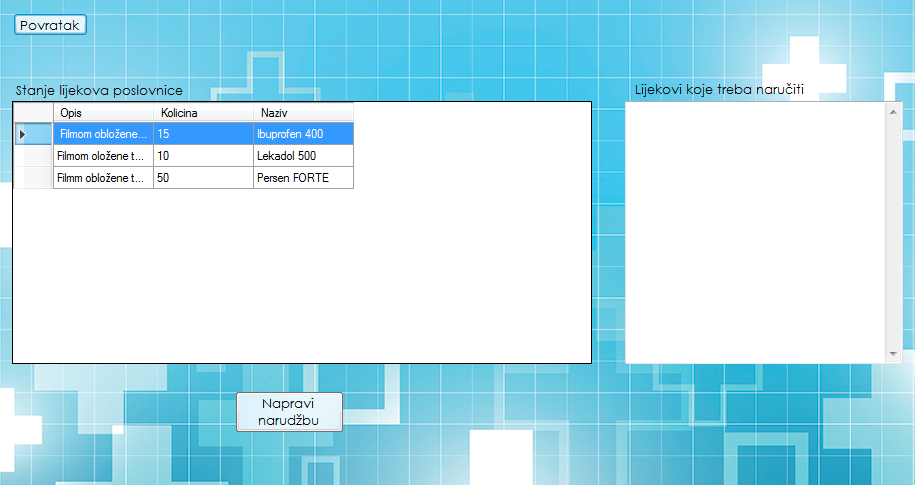 Povratak
Stanje lijekova poslovnice
Lijekovi koje treba naručiti
Opis Kolicina Naziv
Filmom obložene... 15 Ibuprofen 400
Filmom oložene t... 10 Lekadol 500
Filmm obložene t... 50 Persen FORTE
Napravi
narudžbu